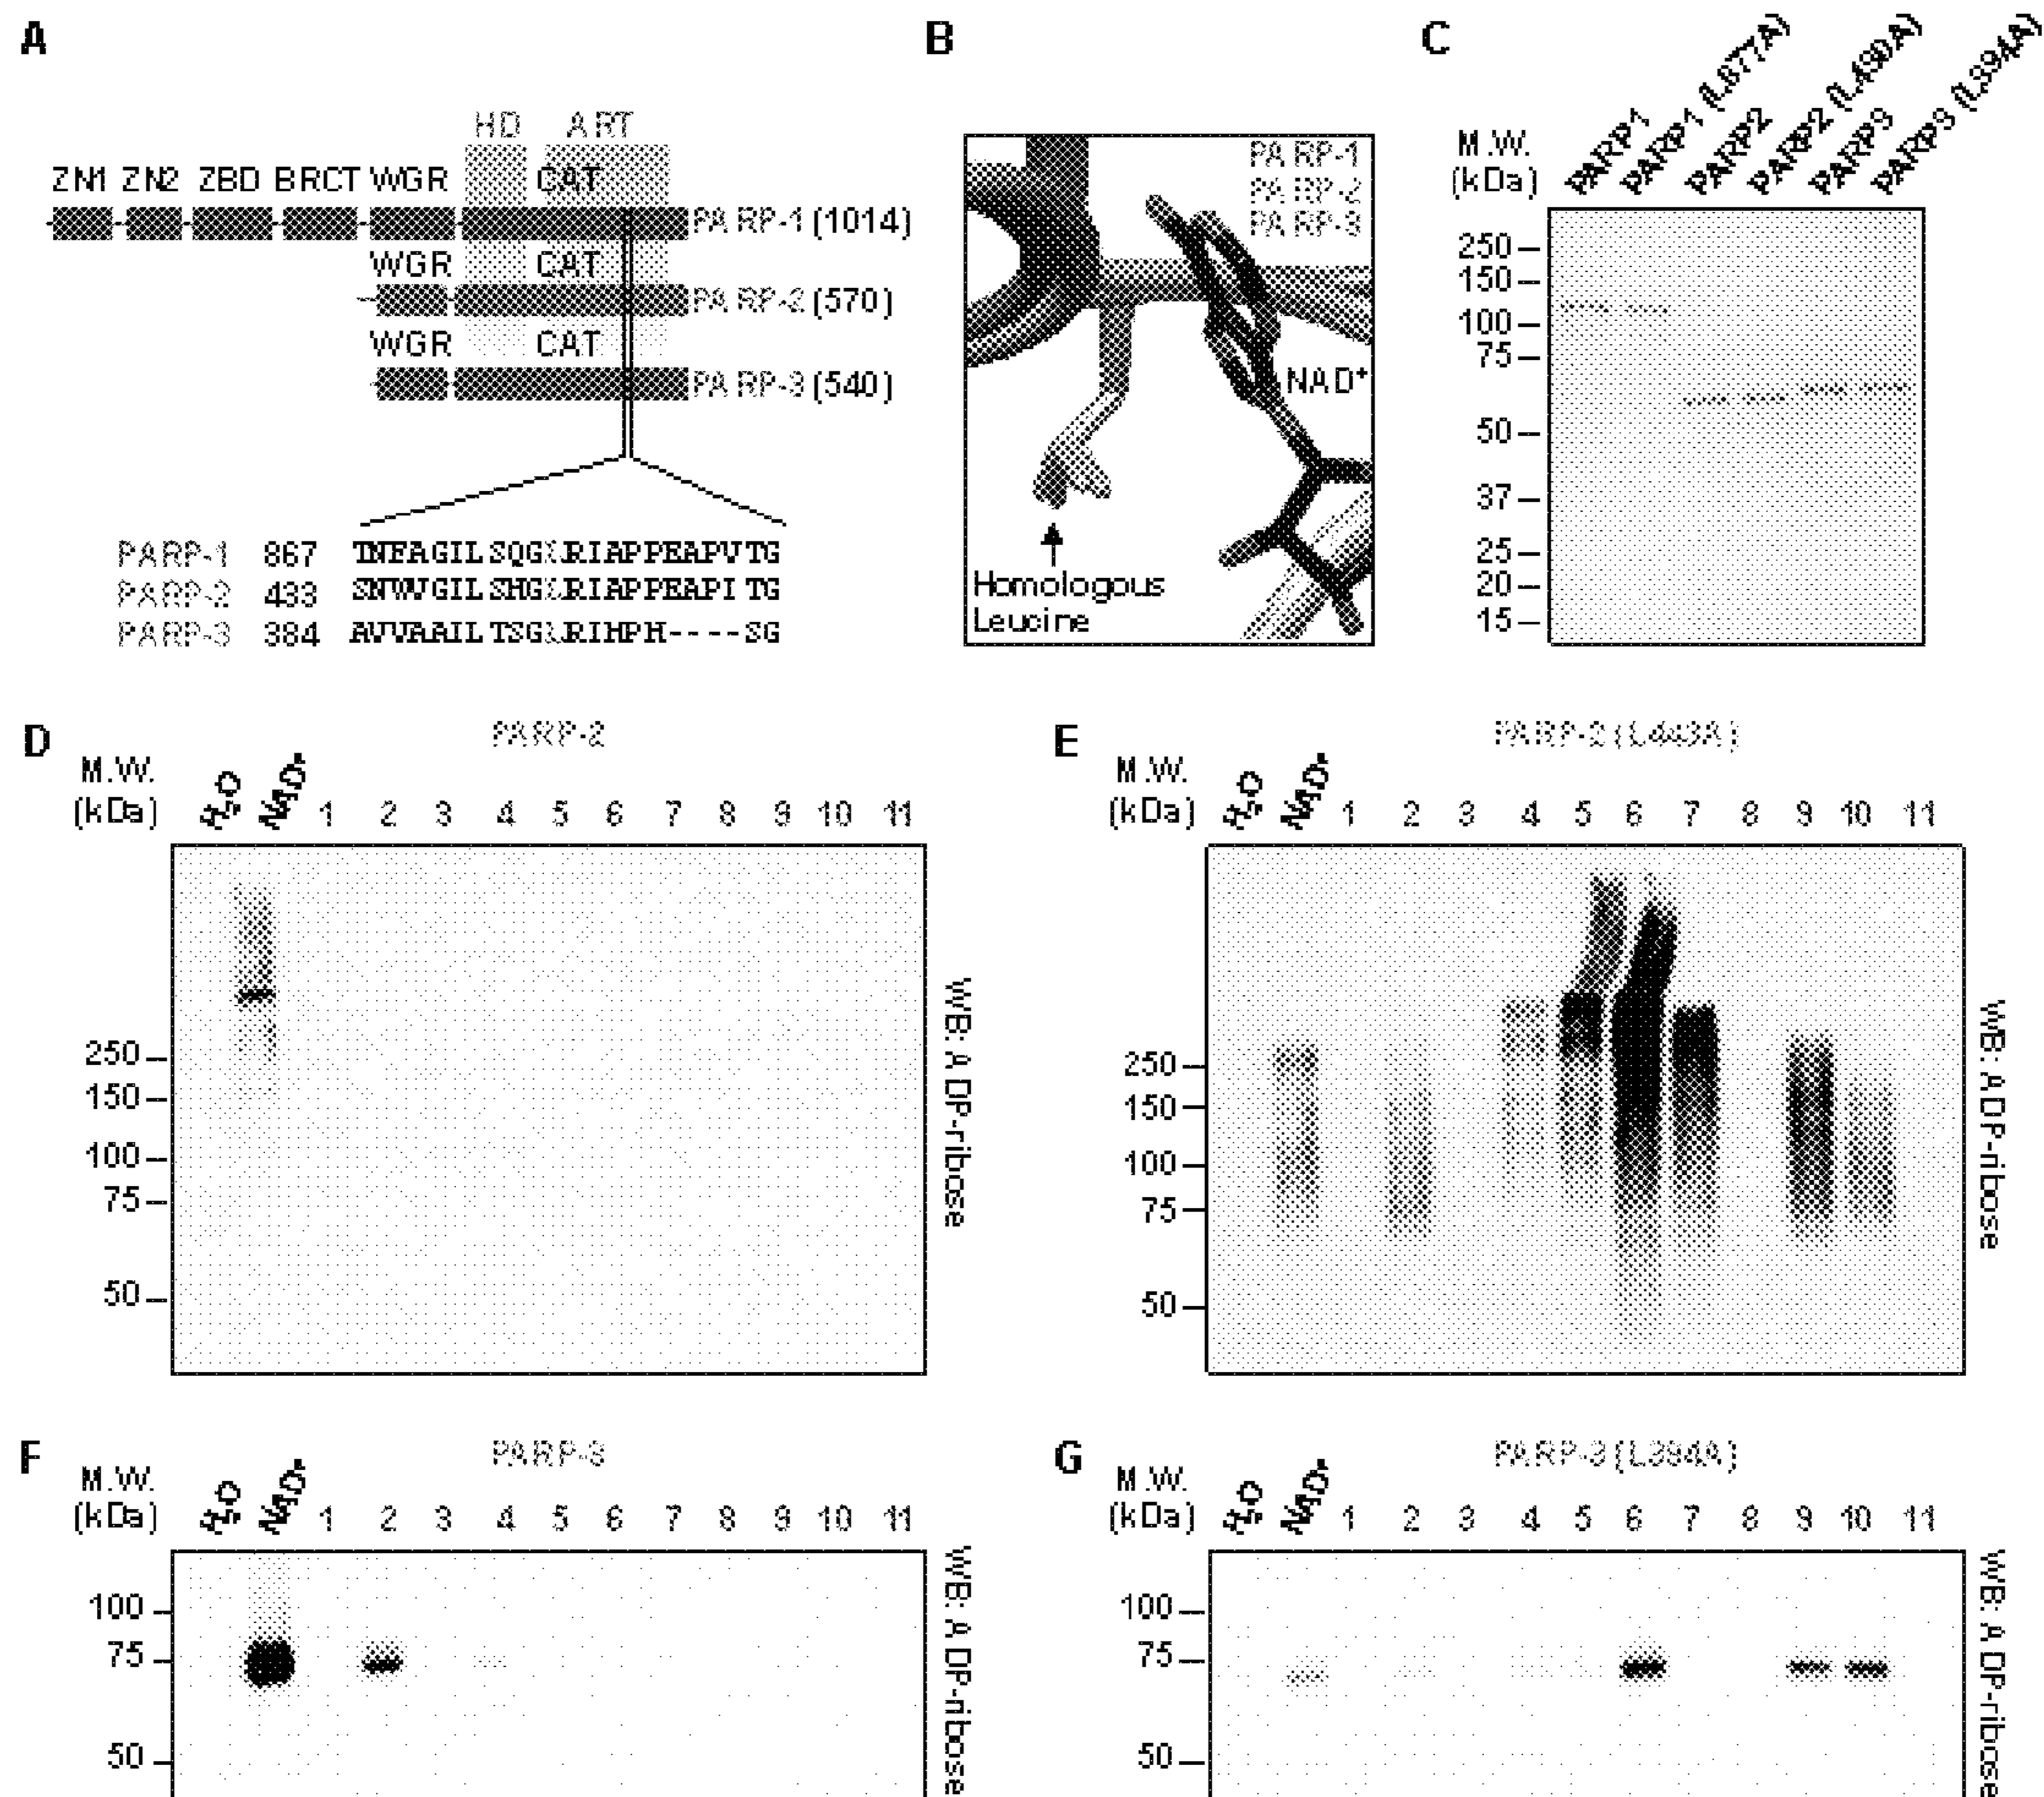 A
HD ART
ZN1 ZN2 ZBD BRCT WGR CAT
PARP-1 (1014)
WGR CAT
PARP-2 (570)
WGR CAT
PARP-3 (540)
PARP-1 867 TNFAGILSQGLRIAPPEAPVTG
PARP-2 433 SNWVGILSHGLRIAPPEAPITG
PARP-3 384 AVVAAILTSGLRIHPH----SG
B
PARP-1
PARP-2
PARP-3
NAD+
Homologous
Leucine
C
M.W.
(kDa)
PARP1
PARP1 (L877A)
PARP2
PARP2 (L490A)
PARP3
PARP3 (L394A)
250
150
100
75
50
37
25
20
15
D
PARP-2
M.W.
(kDa)
H2O NAD+ 1 2 3 4 5 6 7 8 9 10 11
250
150
100
75
50
WB: ADP-ribose
E
PARP-2 (L443A)
M.W.
(kDa)
H2O NAD+ 1 2 3 4 5 6 7 8 9 10 11
250
150
100
75
50
WB: ADP-ribose
F
PARP-3
M.W.
(kDa)
H2O NAD+ 1 2 3 4 5 6 7 8 9 10 11
100
75
50
WB: ADP-ribose
G
PARP-3 (L394A)
M.W.
(kDa)
H2O NAD+ 1 2 3 4 5 6 7 8 9 10 11
100
75
50
WB: ADP-ribose